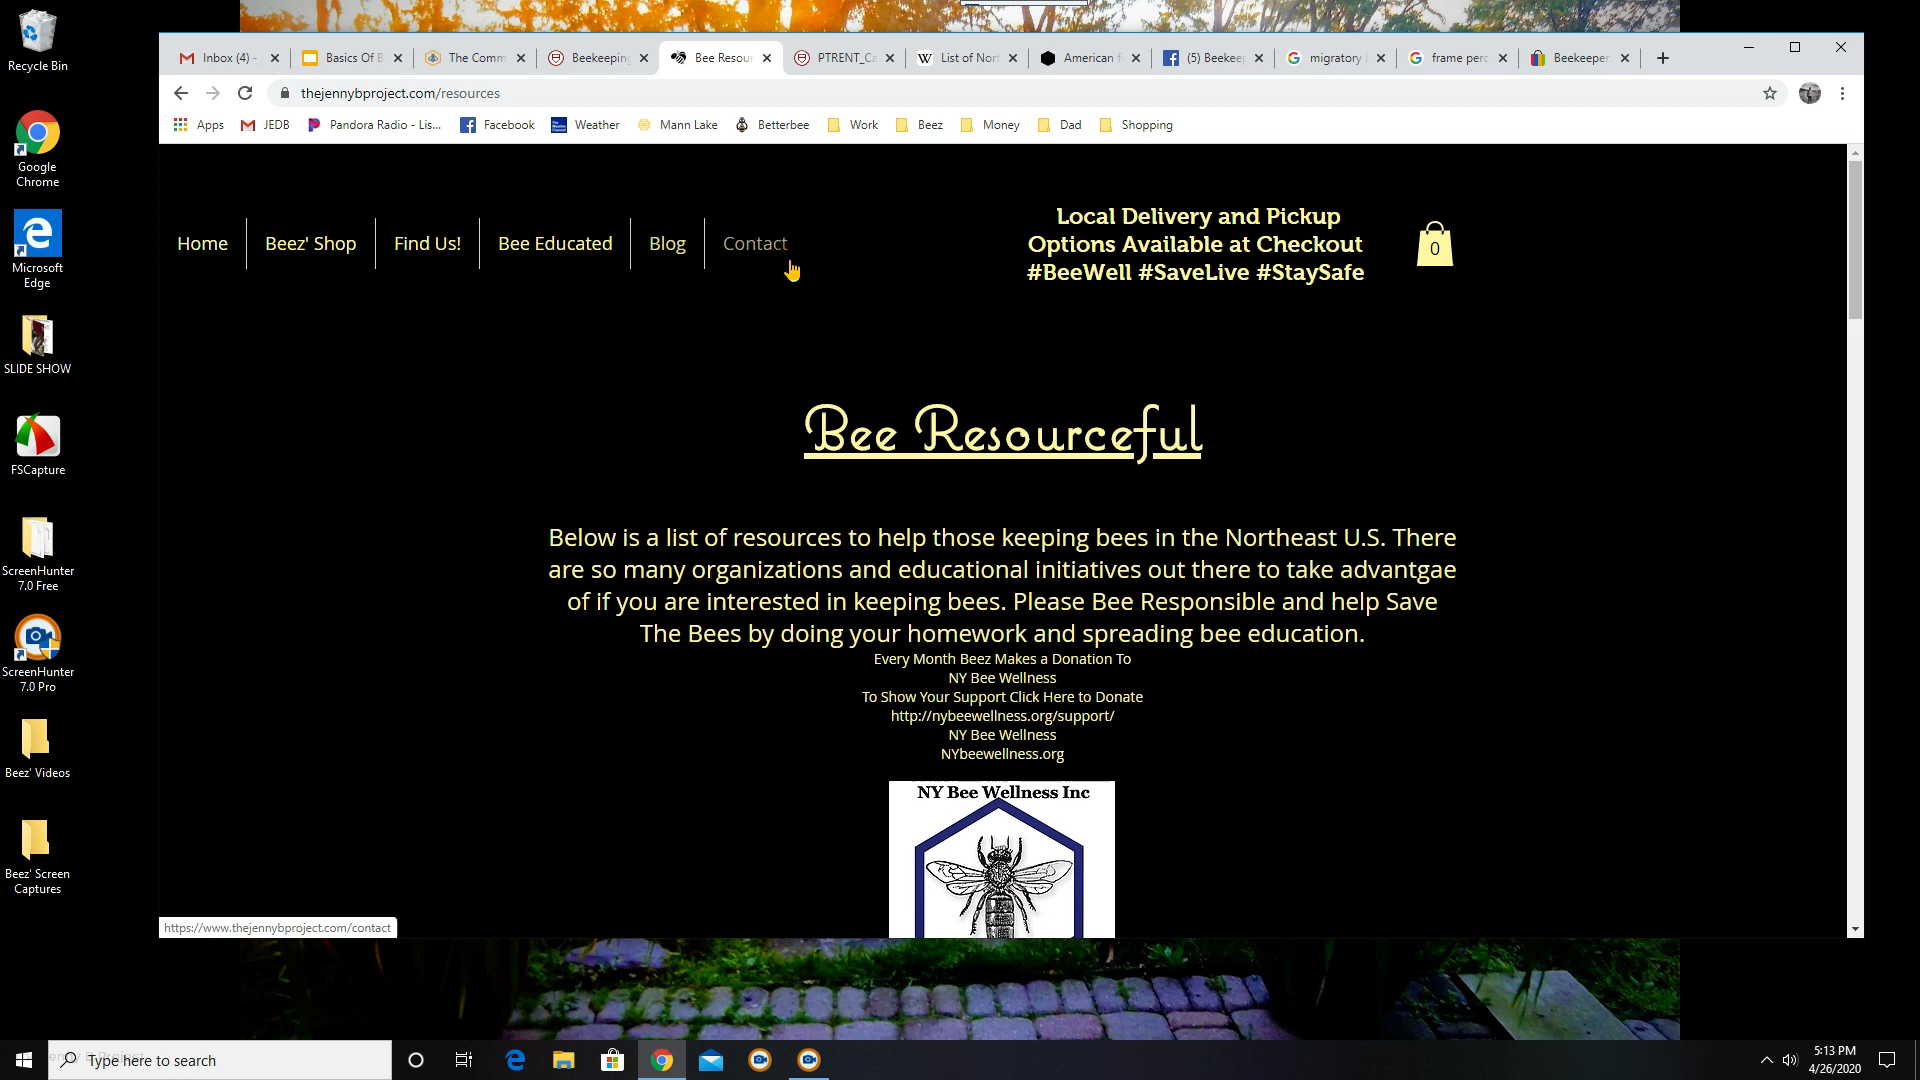 Recycle Bin
Google
Chrome
Microsoft
Edge
SLIDE SHOW
FSCapture
ScreenHunter
7.0 Free
ScreenHunter
7.0 Pro
Beez' Videos
Beez' Screen
Captures
Inbox (4) -
Basics Of B
The Comm
Beekeeping
Bee Resour
PTRENT_Ca
List of Nort
American f
(5) Beekeep
migratory
frame perc
Beekeeper
thejennybproject.com/resources
Apps
JEDB
Pandora Radio - Lis...
Facebook
Weather
Mann Lake
Betterbee
Work
Beez
Money
Dad
Shopping
Home
Beez' Shop
Find Us!
Bee Educated
Blog
Contact
Local Delivery and Pickup
Options Available at Checkout
#BeeWell #SaveLive #StaySafe
0
Bee Resourceful
Below is a list of resources to help those keeping bees in the Northeast U.S. There
are so many organizations and educational initiatives out there to take advantgae
of if you are interested in keeping bees. Please Bee Responsible and help Save
The Bees by doing your homework and spreading bee education.
Every Month Beez Makes a Donation To
NY Bee Wellness
To Show Your Support Click Here to Donate
http://nybeewellness.org/support/
NY Bee Wellness
NYbeewellness.org
NY Bee Wellness Inc
https://www.thejennybproject.com/contact
Type here to search
5:13 PM
4/26/2020